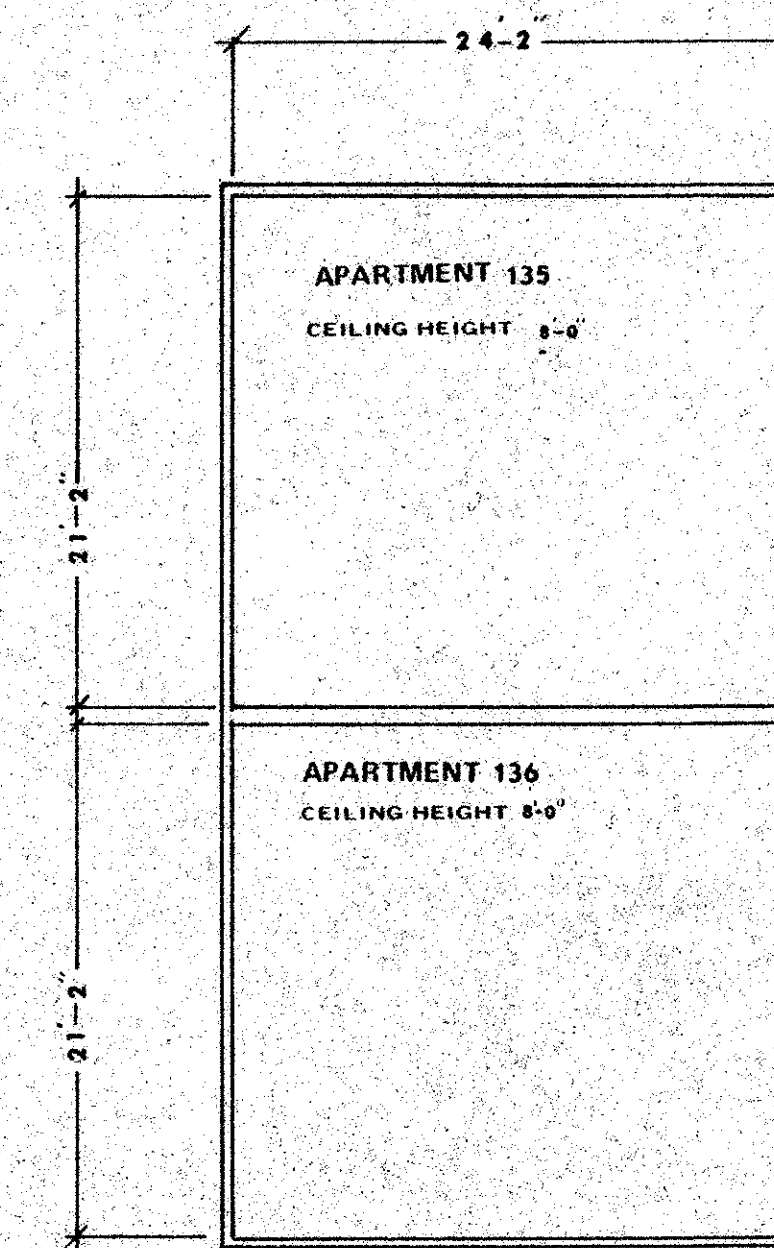 24'-2"
APARTMENT 135
CEILING HEIGHT 8'-0"
21'-2"
APARTMENT 136
CEILING HEIGHT 8'-0"
21'-2"